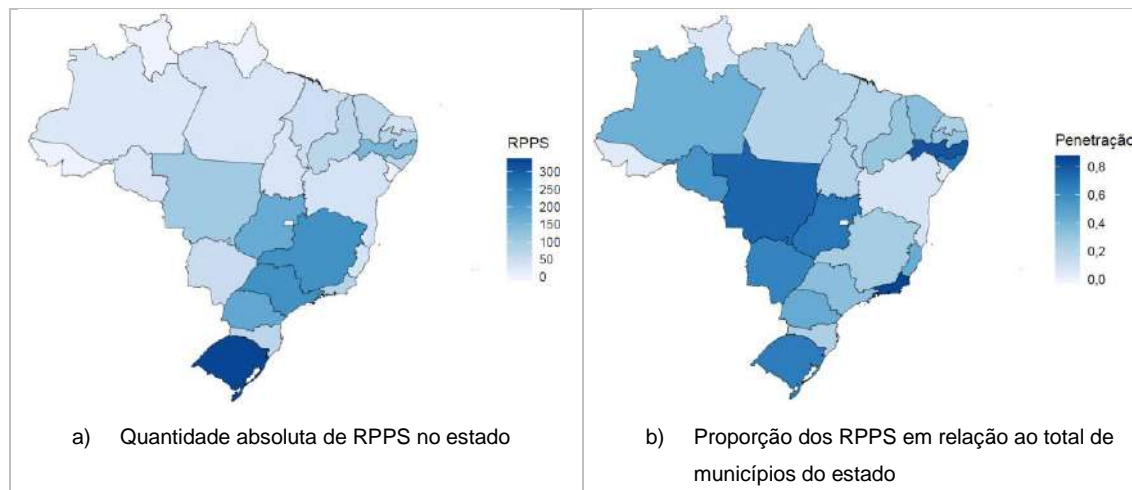 RPPS
300
250
200
150
100
50
0
a) Quantidade absoluta de RPPS no estado
Penetração
0,8
0,6
0,4
0,2
0,0
b) Proporção dos RPPS em relação ao total de
municípios do estado